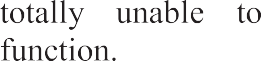 totally unable to
function.